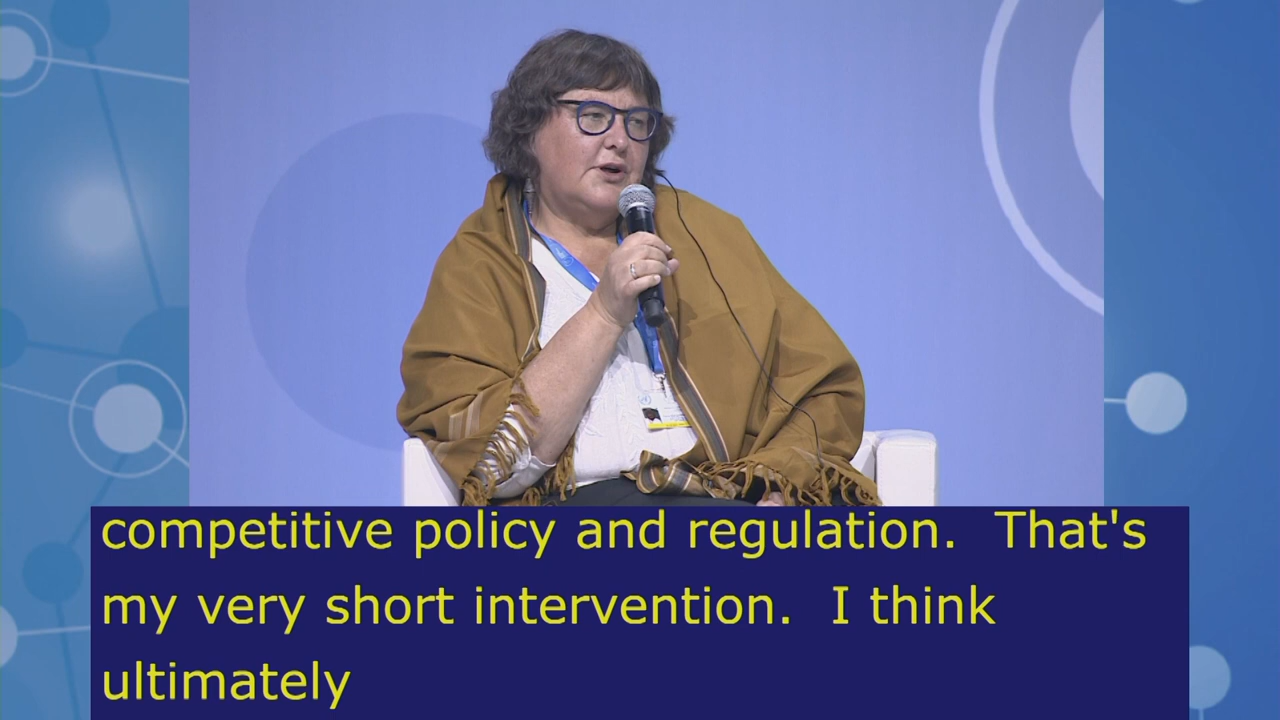 competitive policy and regulation.  That's
my very short intervention.  I think
ultimately